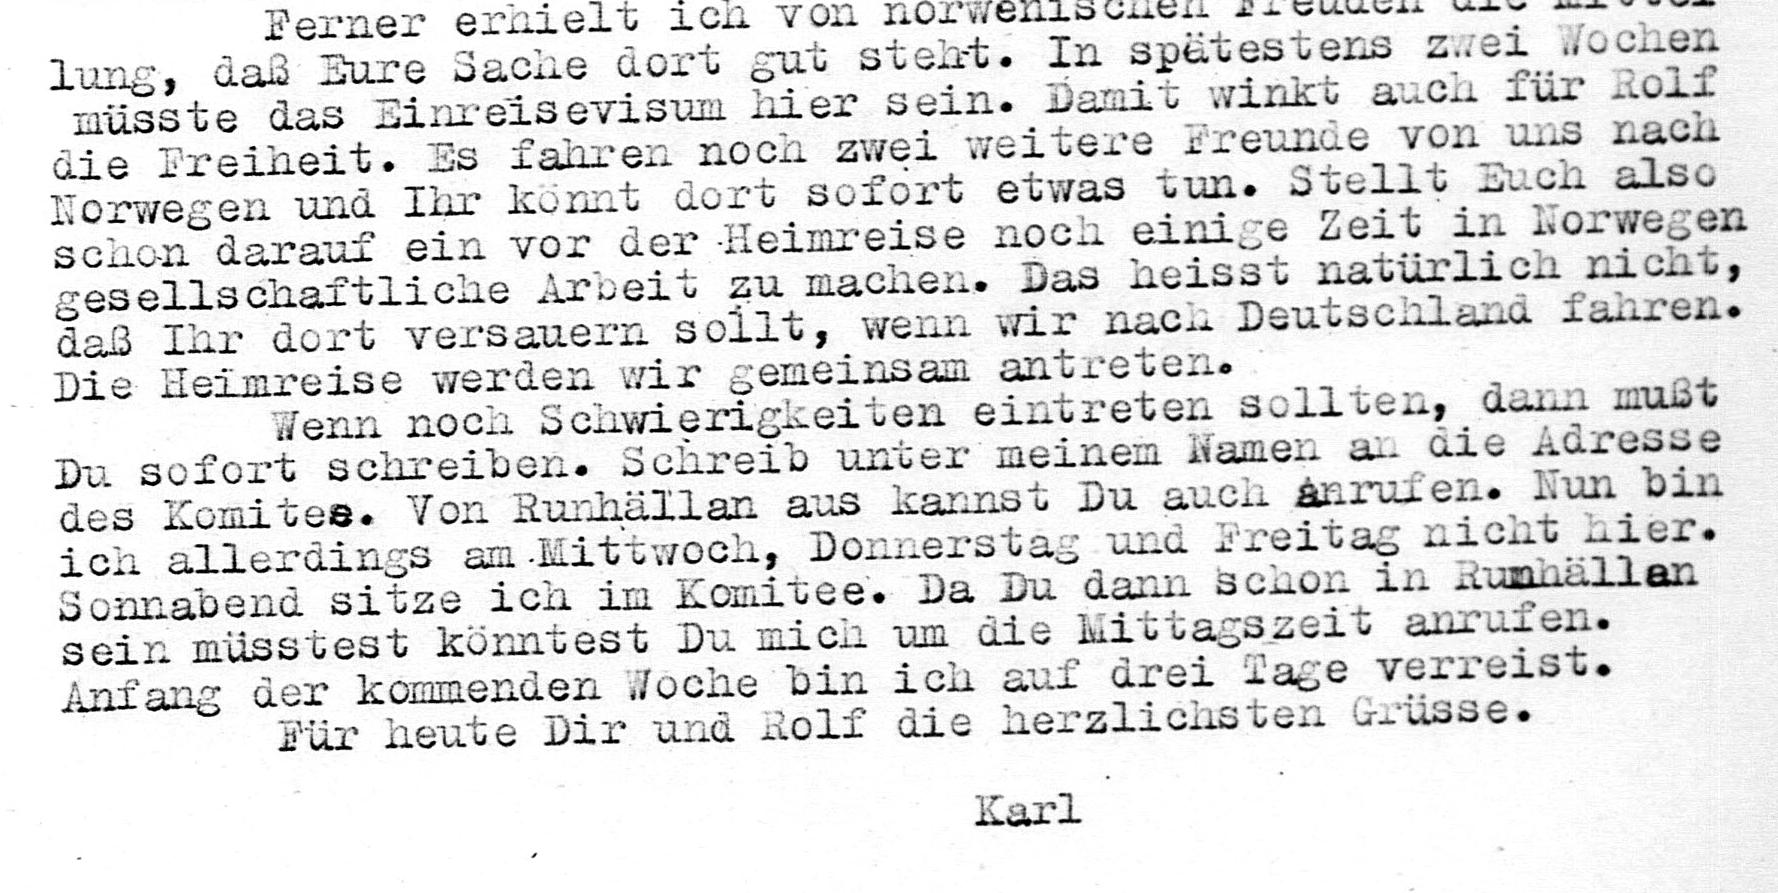 Ferner erhielt ich von norwenischen Freuden die Mittei
lung, daß Eure Sache dort gut steht. In spätestens zwei Wochen
müsste das Einreisevisum hier sein. Damit winkt auch für Rolf
die Freiheit. Es fahren noch zwei weitere Freunde von uns nach
Norwegen und Ihr könnt dort sofort etwas tun. Stellt Euch also
schon darauf ein vor der Heimreise noch einige Zeit in Norwegen
gesellschaftliche Arbeit zu machen. Das heisst natürlich nicht,
daß Ihr dort versauern sollt, wenn wir nach Deutschland fahren.
Die Heimreise werden wir gemeinsam antreten.
Wenn noch Schwierigkeiten eintreten sollten, dann mußt
Du sofort schreiben. Schreib unter meinem Namen an die Adresse
des Komitee. Von Runhällan aus kannst Du auch anrufen. Nun bin
ich allerdings am Mittwoch, Donnerstag und Freitag nicht hier.
Sonnabend sitze ich im Komitee. Da Du dann schon in Runhällan
sein müsstest könntest Du mich um die Mittagszeit anrufen.
Anfang der kommenden Woche bin ich auf drei Tage verreist.
Für heute Dir und Rolf die herzlichsten Grüsse.
Karl